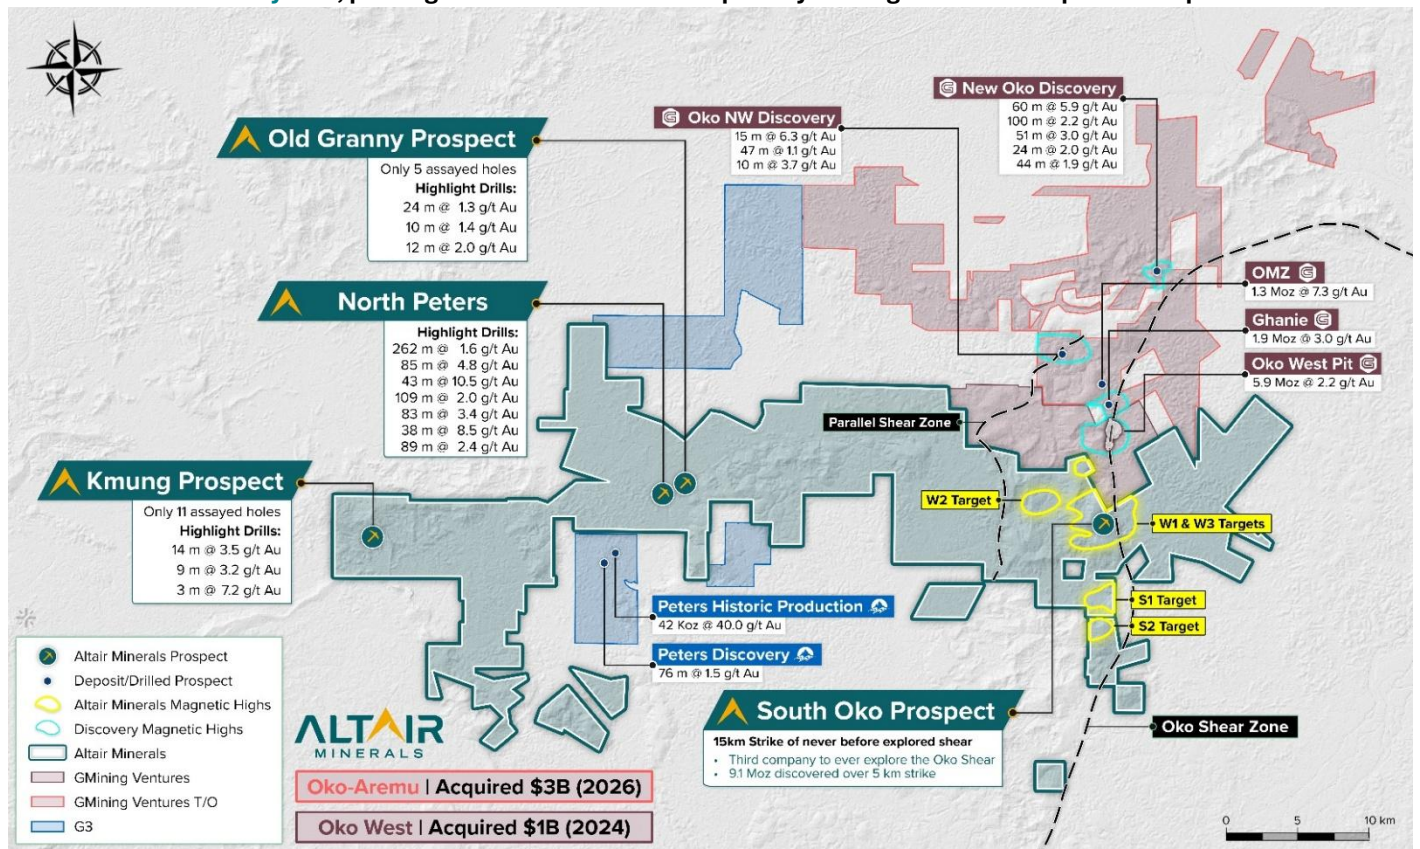 Old Granny Prospect
Only 5 assayed holes
Highlight Drills:
24 m @ 1.3 g/t Au
10 m @ 1.4 g/t Au
12 m @ 2.0 g/t Au
North Peters
Highlight Drills:
262 m @ 1.6 g/t Au
85 m @ 4.8 g/t Au
43 m @ 10.5 g/t Au
109 m @ 2.0 g/t Au
83 m @ 3.4 g/t Au
38 m @ 8.5 g/t Au
89 m @ 2.4 g/t Au
Kmung Prospect
Only 11 assayed holes
Highlight Drills:
14 m @ 3.5 g/t Au
9 m @ 3.2 g/t Au
3 m @ 7.2 g/t Au
Oko NW Discovery
15 m @ 6.3 g/t Au
47 m @ 1.1 g/t Au
10 m @ 3.7 g/t Au
New Oko Discovery
60 m @ 5.9 g/t Au
100 m @ 2.2 g/t Au
51 m @ 3.0 g/t Au
24 m @ 2.0 g/t Au
44 m @ 1.9 g/t Au
OMZ
1.3 Moz @ 7.3 g/t Au
Ghanie
1.9 Moz @ 3.0 g/t Au
Oko West Pit
5.9 Moz @ 2.2 g/t Au
Parallel Shear Zone
W2 Target
W1 & W3 Targets
S1 Target
S2 Target
Peters Historic Production
42 Koz @ 40.0 g/t Au
Peters Discovery
76 m @ 1.5 g/t Au
South Oko Prospect
15km Strike of never before explored shear
• Third company to ever explore the Oko Shear
• 9.1 Moz discovered over 5 km strike
Oko Shear Zone
Altair Minerals Prospect
Deposit/Drilled Prospect
Altair Minerals Magnetic Highs
Discovery Magnetic Highs
Altair Minerals
GMining Ventures
GMining Ventures T/O
G3
ALTAIR
MINERALS
Oko-Aremu | Acquired $3B (2026)
Oko West | Acquired $1B (2024)
0 5 10 km